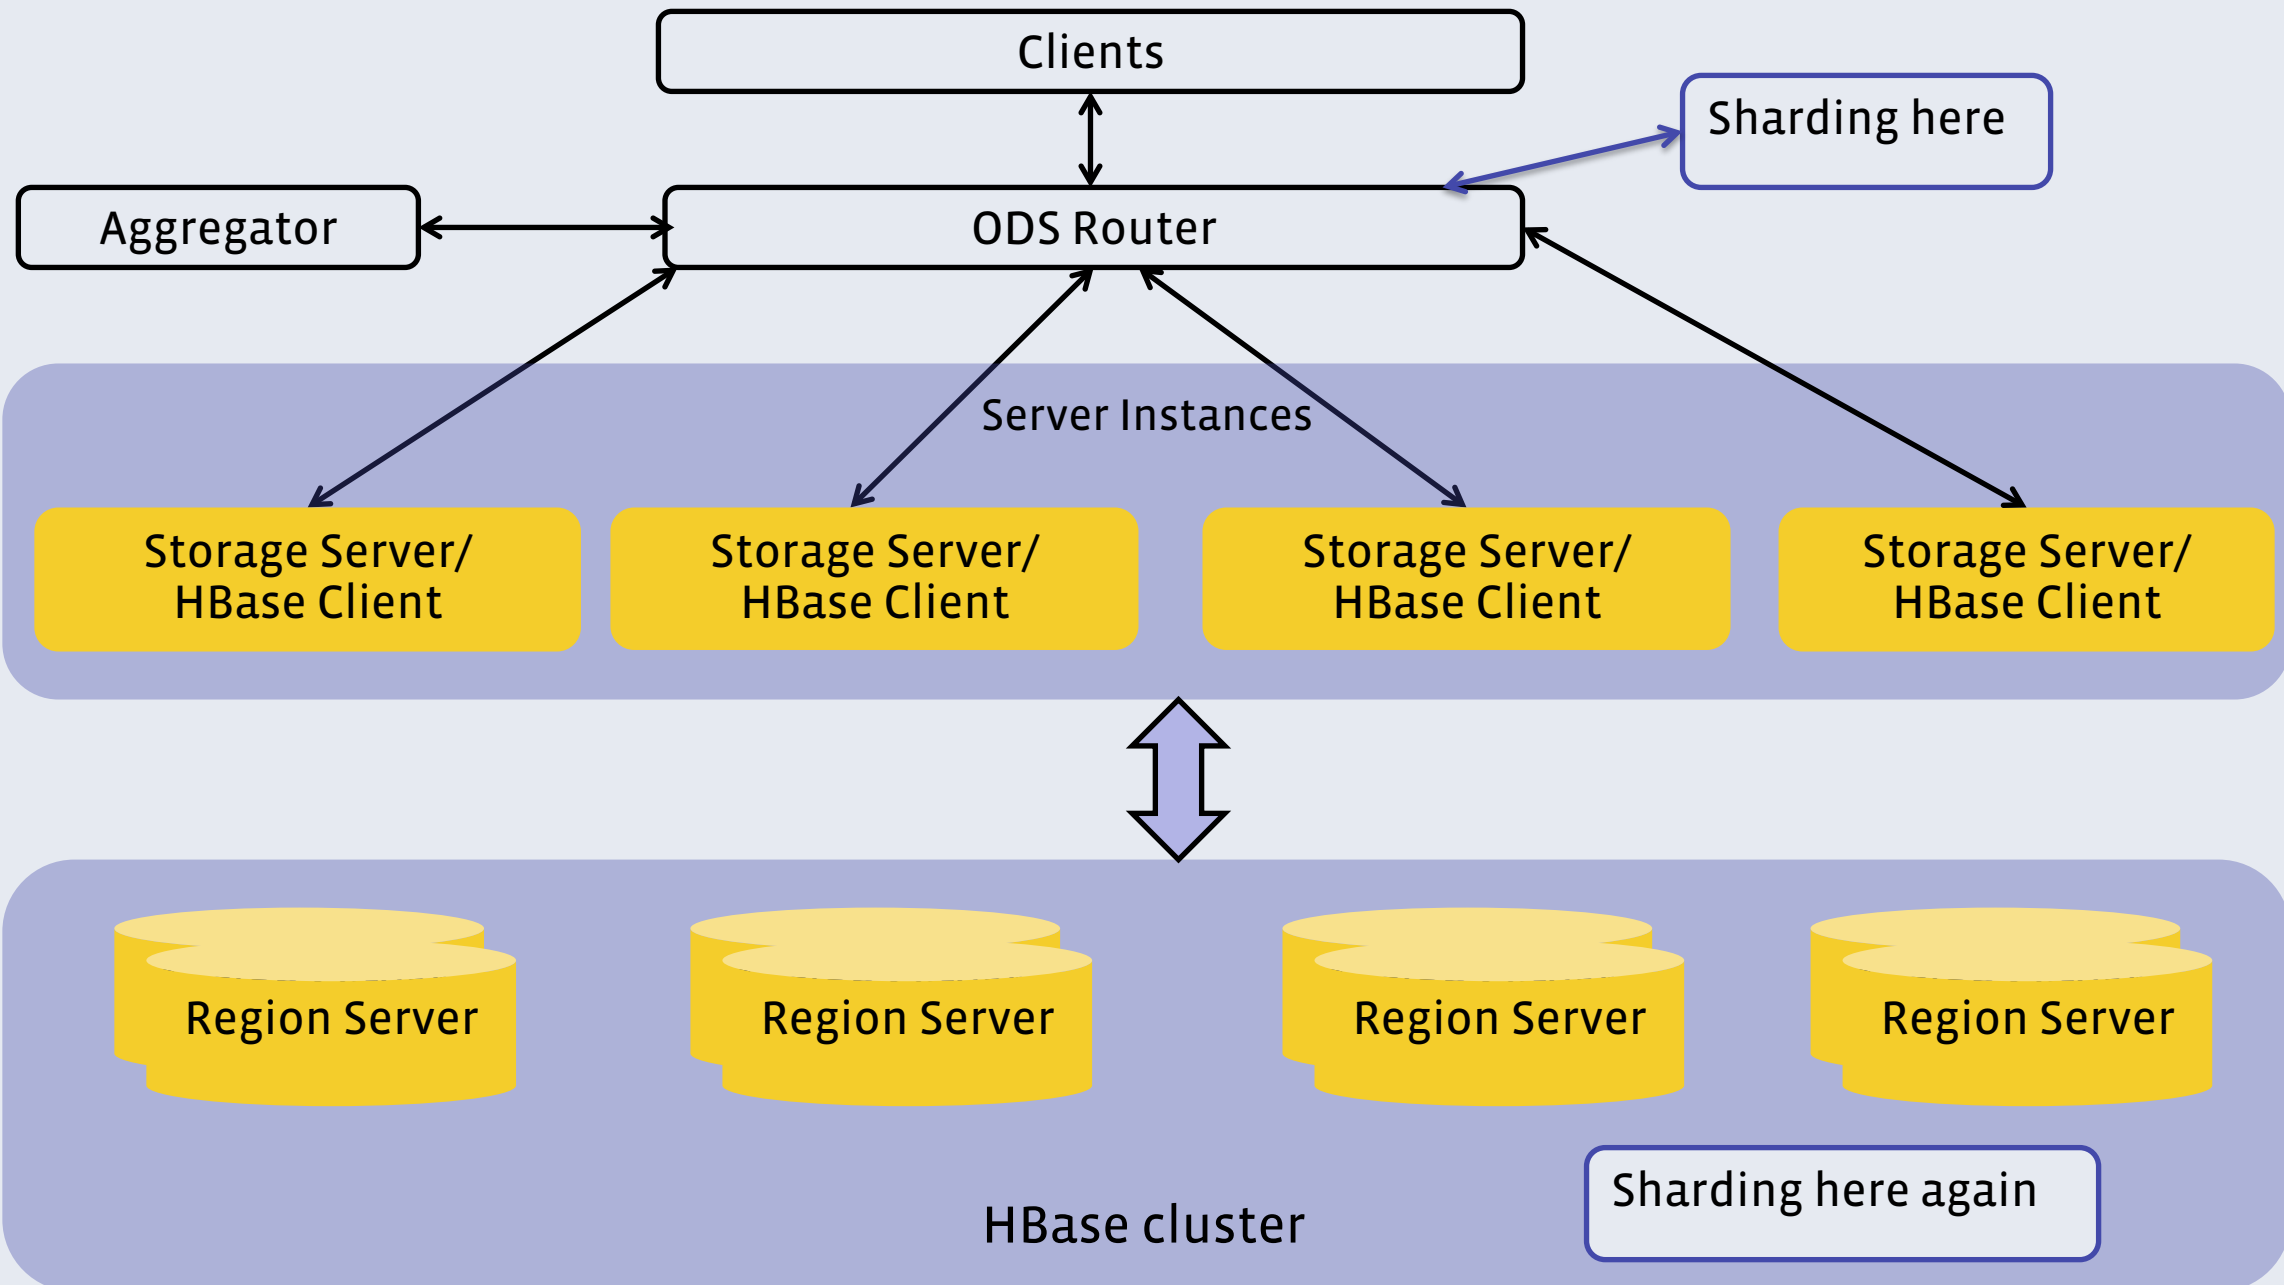 Clients
Sharding here
Aggregator
ODS Router
Server Instances
Storage Server/
HBase Client
Storage Server/
HBase Client
Storage Server/
HBase Client
Storage Server/
HBase Client
Region Server
Region Server
Region Server
Region Server
Sharding here again
HBase cluster